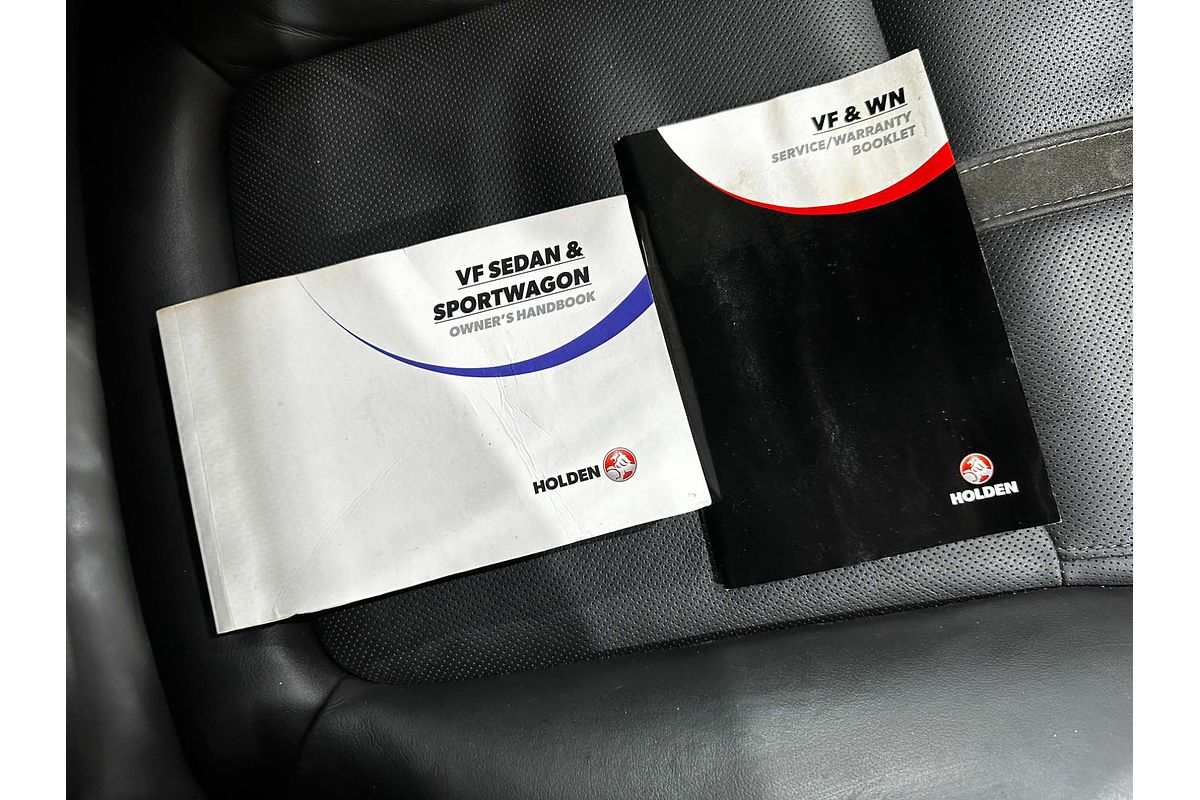 VF SEDAN &
SPORTWAGON
OWNER'S HANDBOOK
HOLDEN
VF & WN
SERVICE/WARRANTY
BOOKLET
HOLDEN